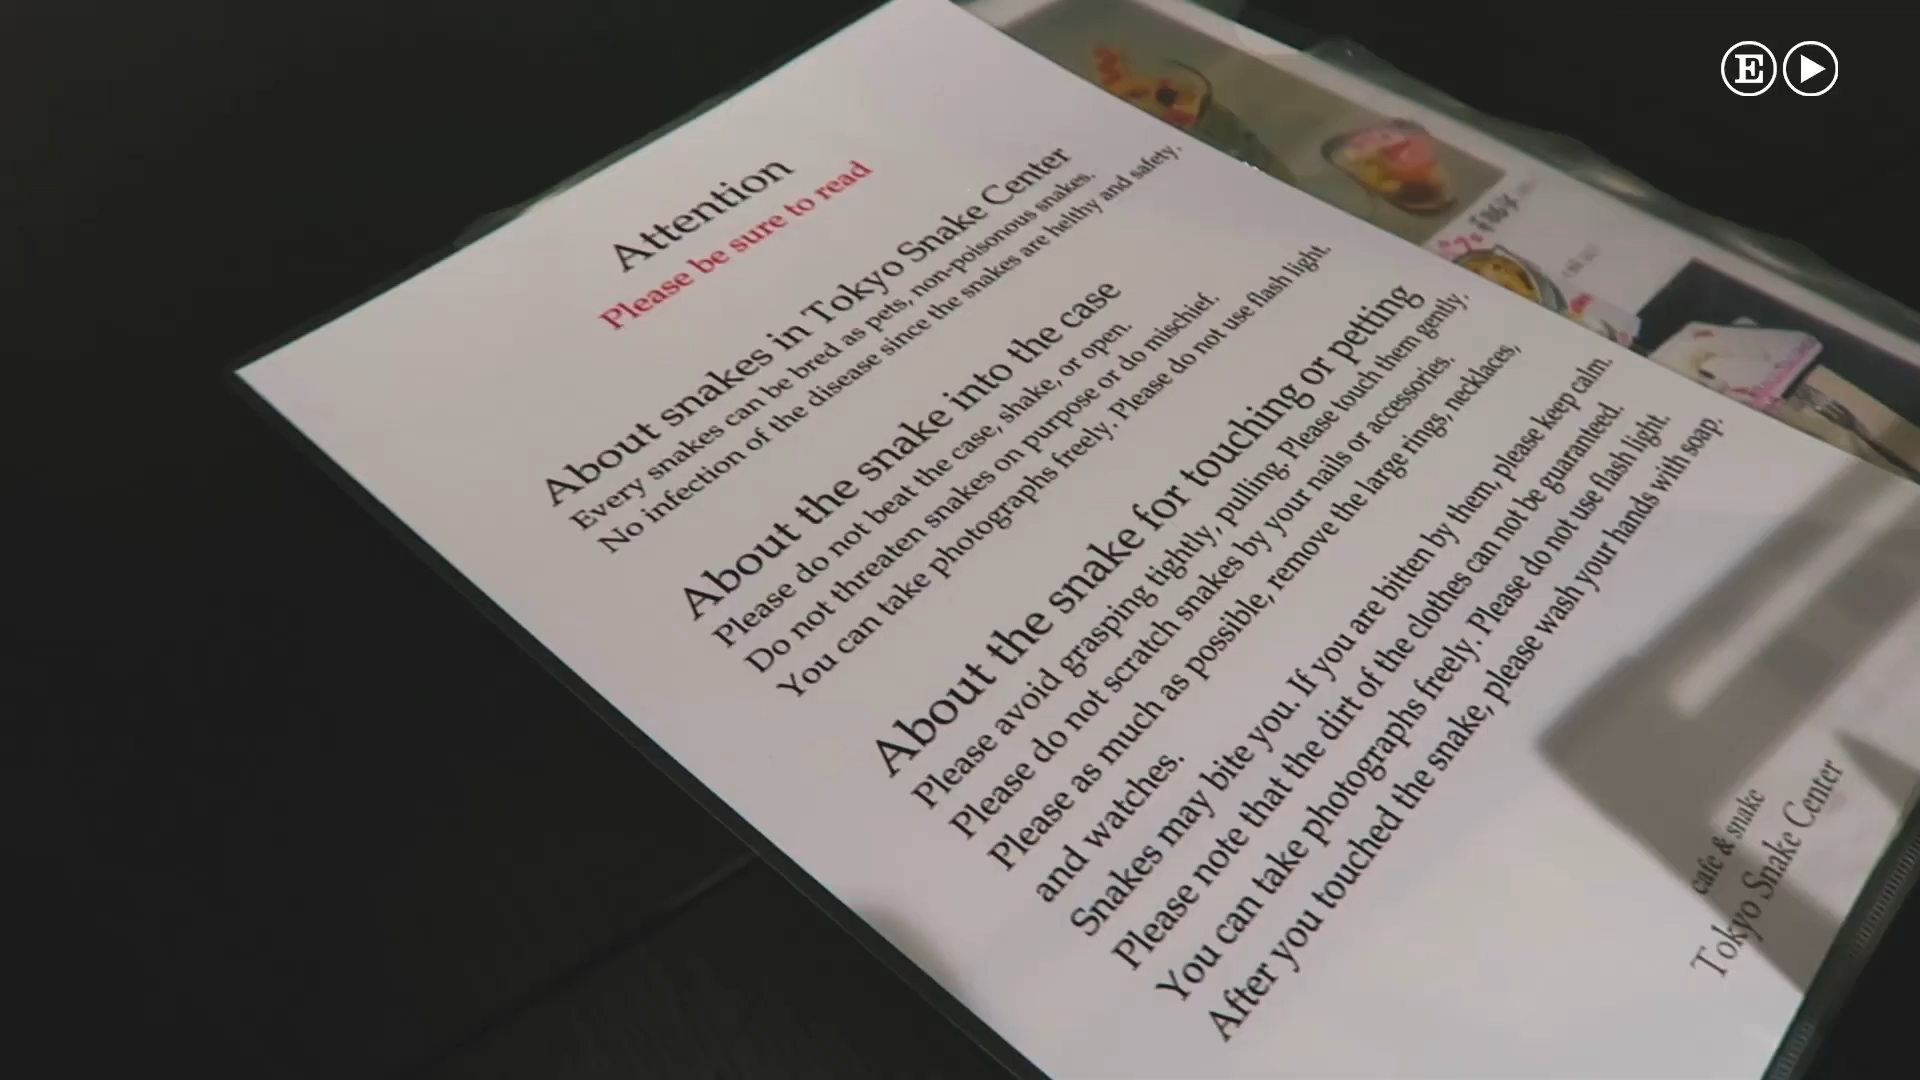 E
Attention
Please be sure to read
About snakes in Tokyo Snake Center
Every snakes can be bred as pets, non-poisonous snakes.
No infection of the disease since the snakes are helthy and safety.
About the snake into the case
Please do not beat the case, shake, or open.
Do not threaten snakes on purpose or do mischief.
You can take photographs freely. Please do not use flash light.
About the snake for touching or petting
Please avoid grasping tightly, pulling. Please touch them gently.
Please do not scratch snakes by your nails or accessories.
Please as much as possible, remove the large rings, necklaces,
and watches.
Snakes may bite you. If you are bitten by them, please keep calm.
Please note that the dirt of the clothes can not be guaranteed.
You can take photographs freely. Please do not use flash light.
After you touched the snake, please wash your hands with soap.
cafe & snake
Tokyo Snake Center